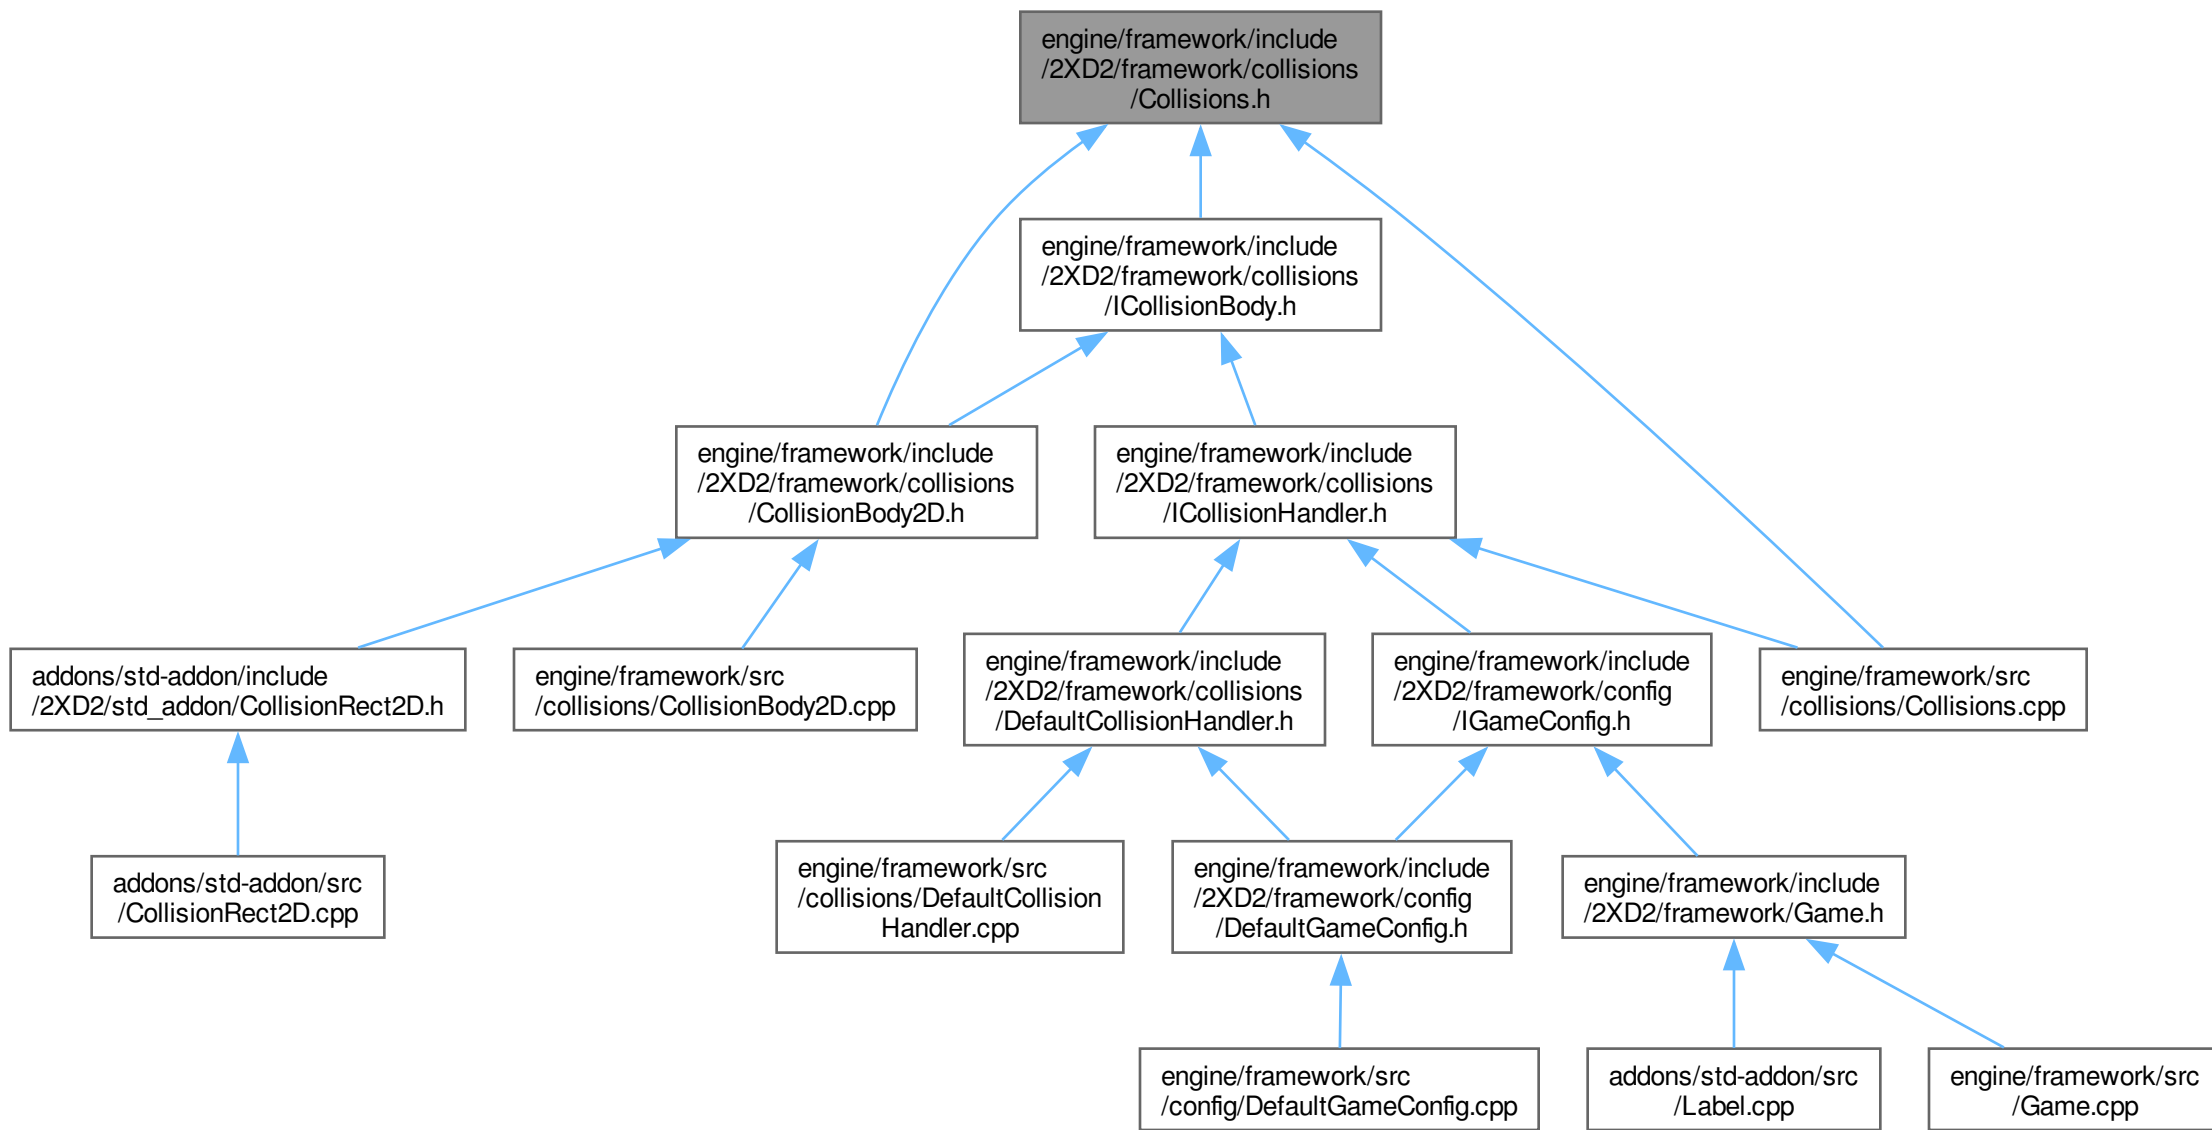 engine/framework/include
/2XD2/framework/collisions
/Collisions.h
engine/framework/include
/2XD2/framework/collisions
/ICollisionBody.h
engine/framework/include
/2XD2/framework/collisions
/CollisionBody2D.h
engine/framework/include
/2XD2/framework/collisions
/ICollisionHandler.h
addons/std-addon/include
/2XD2/std_addon/CollisionRect2D.h
engine/framework/src
/collisions/CollisionBody2D.cpp
engine/framework/include
/2XD2/framework/collisions
/DefaultCollisionHandler.h
engine/framework/include
/2XD2/framework/config
/IGameConfig.h
engine/framework/src
/collisions/Collisions.cpp
addons/std-addon/src
/CollisionRect2D.cpp
engine/framework/src
/collisions/DefaultCollision
Handler.cpp
engine/framework/include
/2XD2/framework/config
/DefaultGameConfig.h
engine/framework/include
/2XD2/framework/Game.h
engine/framework/src
/config/DefaultGameConfig.cpp
addons/std-addon/src
/Label.cpp
engine/framework/src
/Game.cpp